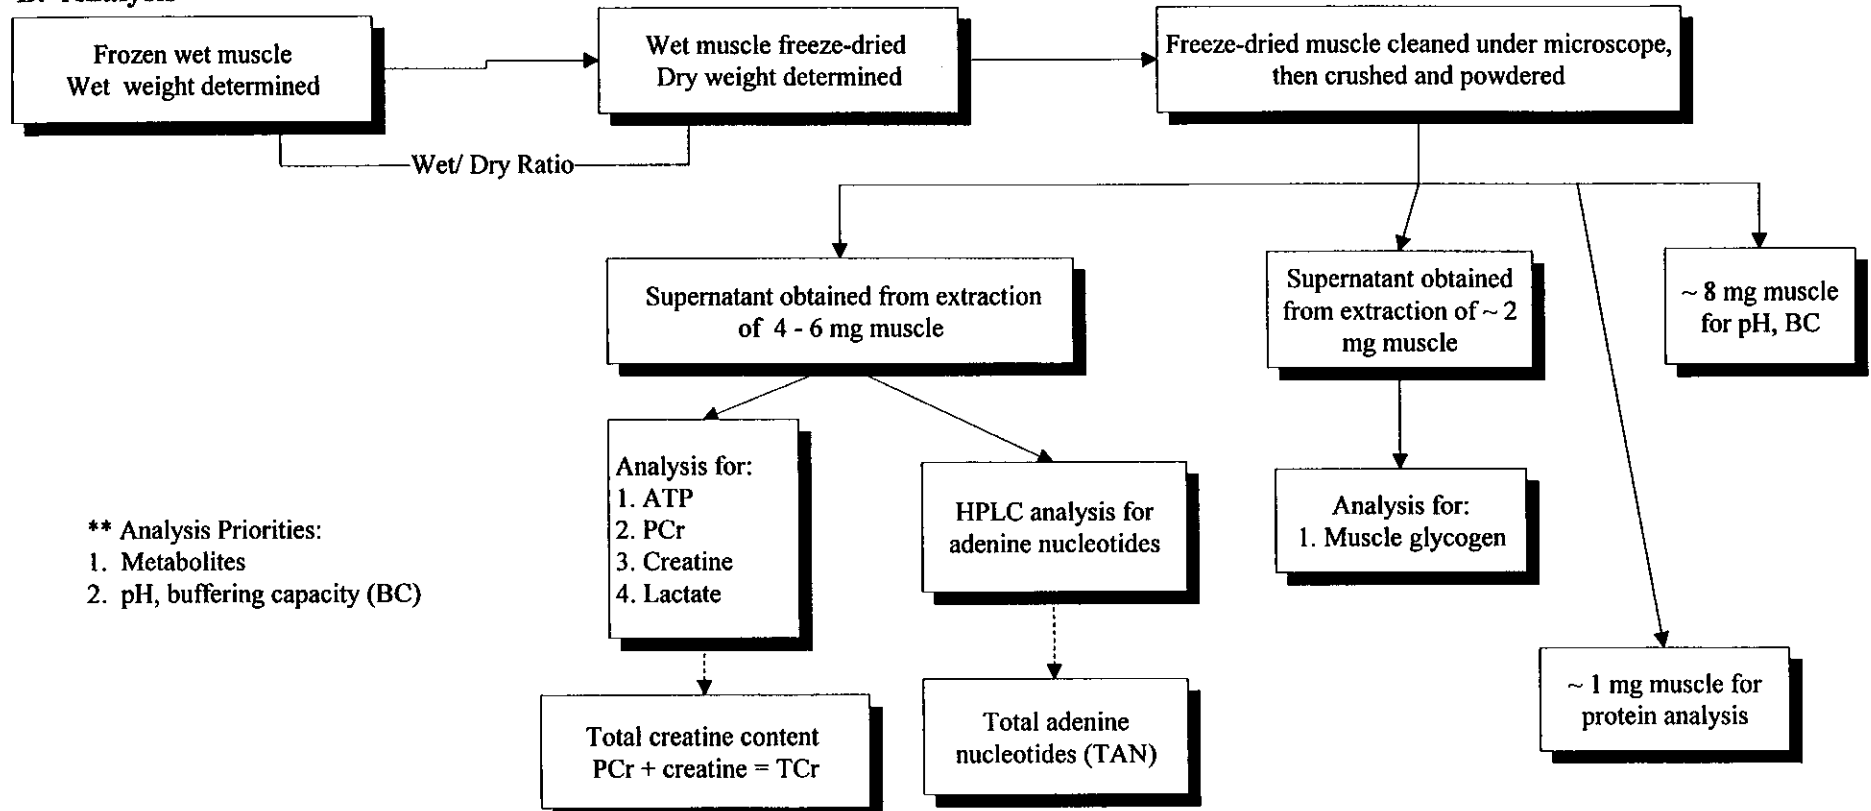 Frozen wet muscle
Wet weight determined
Wet muscle freeze-dried
Dry weight determined
Freeze-dried muscle cleaned under microscope,
then crushed and powdered
Wet/ Dry Ratio
Supernatant obtained from extraction
of 4 - 6 mg muscle
Supernatant obtained
from extraction of ~ 2
mg muscle
~ 8 mg muscle
for pH, BC
Analysis for:
1. ATP
2. PCr
3. Creatine
4. Lactate
HPLC analysis for
adenine nucleotides
Analysis for:
1. Muscle glycogen
** Analysis Priorities:
1. Metabolites
2. pH, buffering capacity (BC)
Total creatine content
PCr + creatine = TCr
Total adenine
nucleotides (TAN)
~ 1 mg muscle for
protein analysis